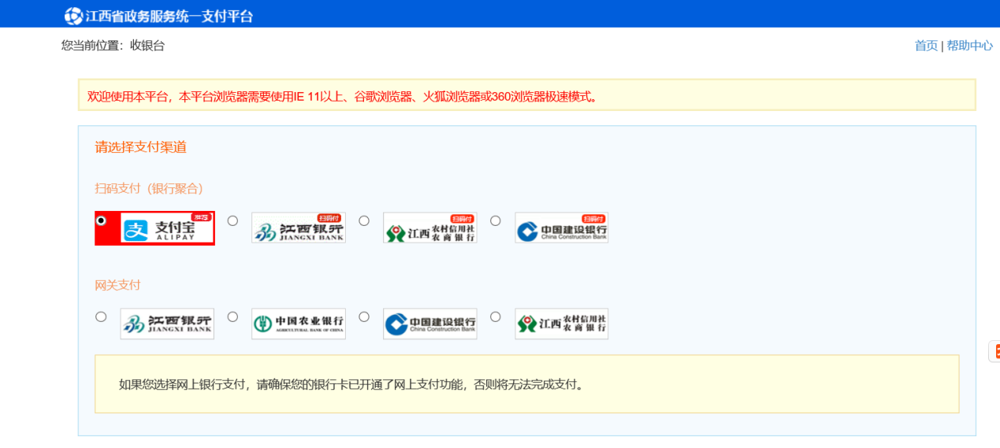 江西省政务服务统一支付平台
您当前位置：收银台
首页 | 帮助中心
欢迎使用本平台，本平台浏览器需要使用IE 11以上、谷歌浏览器、火狐浏览器或360浏览器极速模式。
请选择支付渠道
扫码支付（银行聚合）
推荐
支 支付宝
ALIPAY
扫码付
江西银行
JIANGXI BANK
扫码付
江西农村信用社
农商银行
扫码付
中国建设银行
China Construction Bank
网关支付
江西银行
JIANGXI BANK
中国农业银行
AGRICULTURAL BANK OF CHINA
中国建设银行
China Construction Bank
江西农村信用社
农商银行
如果您选择网上银行支付，请确保您的银行卡已开通了网上支付功能，否则将无法完成支付。